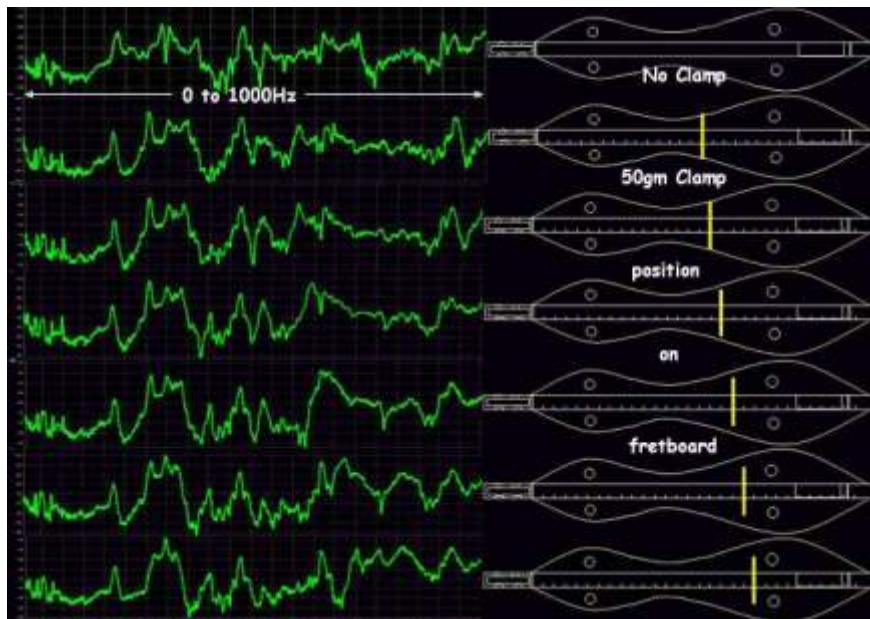 No Clamp
0 to 1000Hz
50gm Clamp
position
on
fretboard